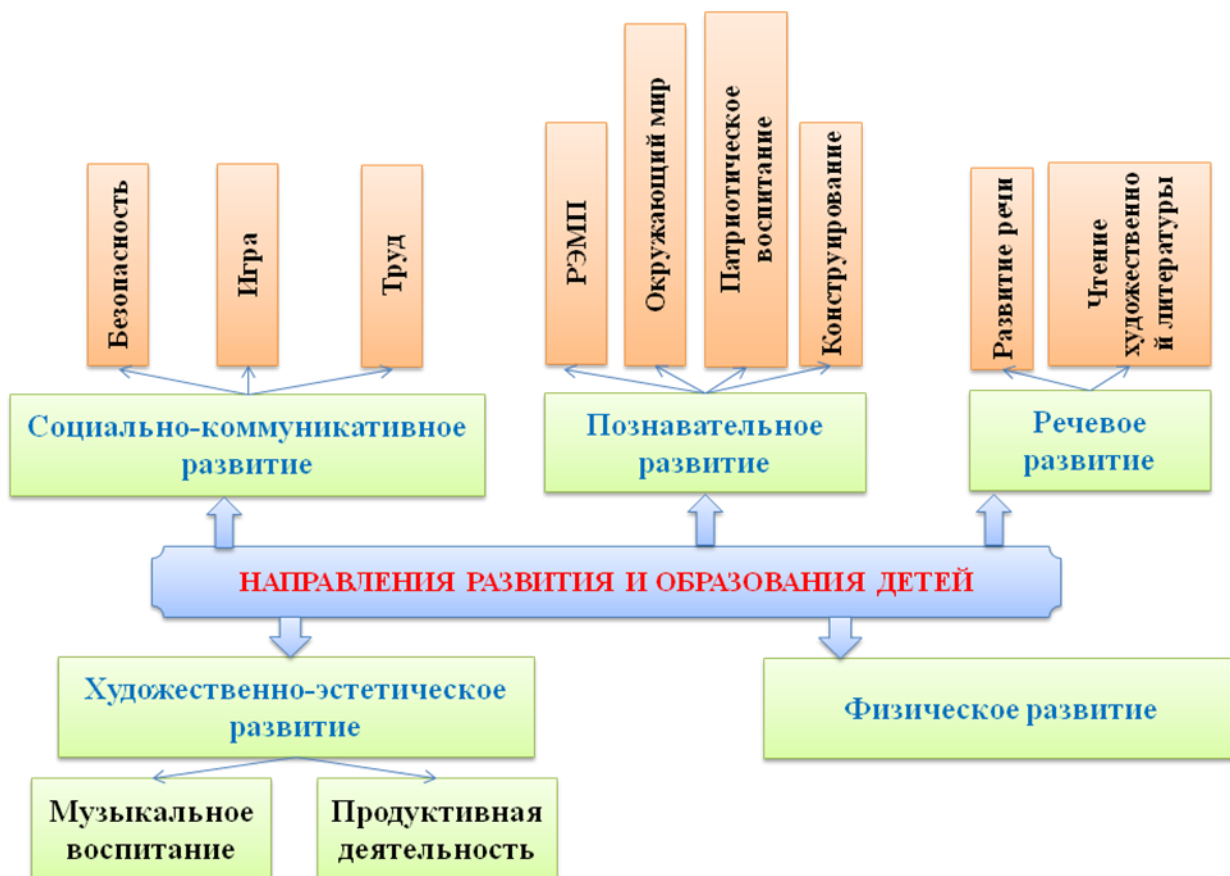 Безопасность
Игра
Труд
РЭМП
Окружающий мир
Патриотическое
воспитание
Конструирование
Развитие речи
Чтение
художественно
й литературы
Социально-коммуникативное
развитие
Познавательное
развитие
Речевое
развитие
НАПРАВЛЕНИЯ РАЗВИТИЯ И ОБРАЗОВАНИЯ ДЕТЕЙ
Художественно-эстетическое
развитие
Физическое развитие
Музыкальное
воспитание
Продуктивная
деятельность